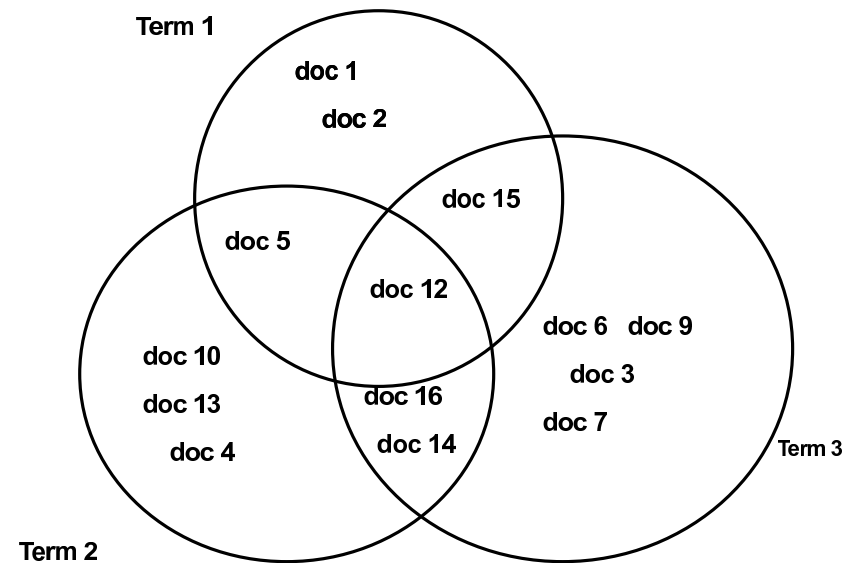 Term 1
doc 1
doc 2
doc 15
doc 5
doc 12
doc 6 doc 9
doc 3
doc 7
doc 10
doc 13
doc 4
doc 16
doc 14
Term 3
Term 2